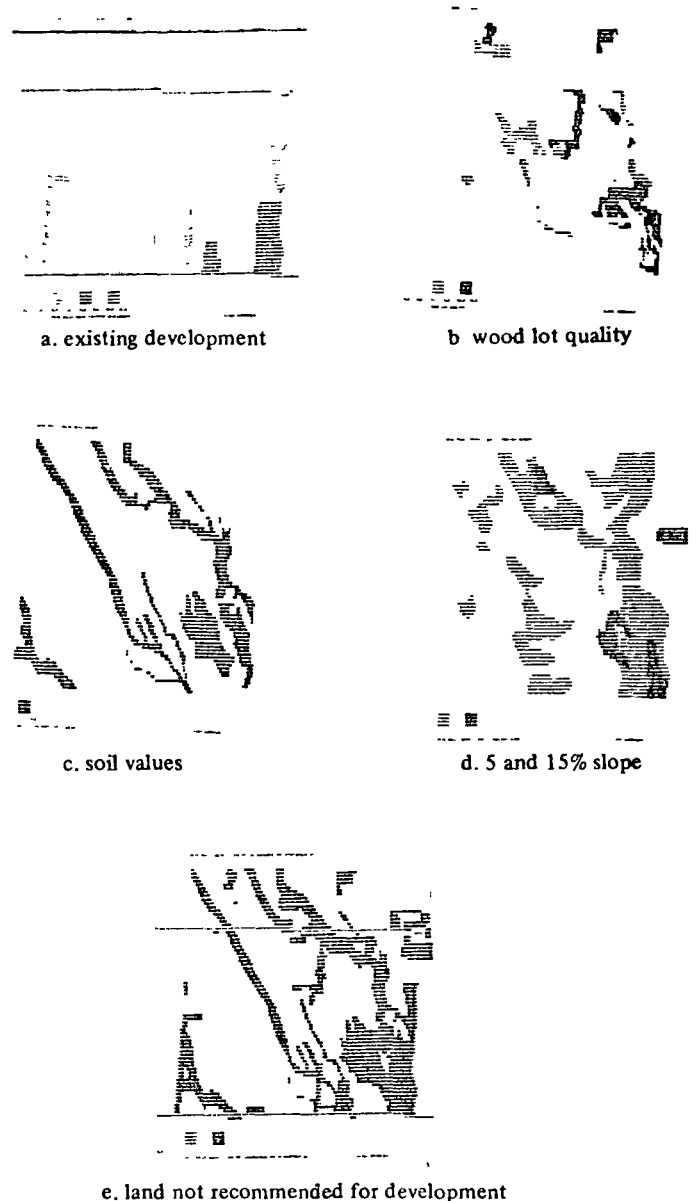 a. existing development
b wood lot quality
c. soil values
d. 5 and 15% slope
e. land not recommended for development